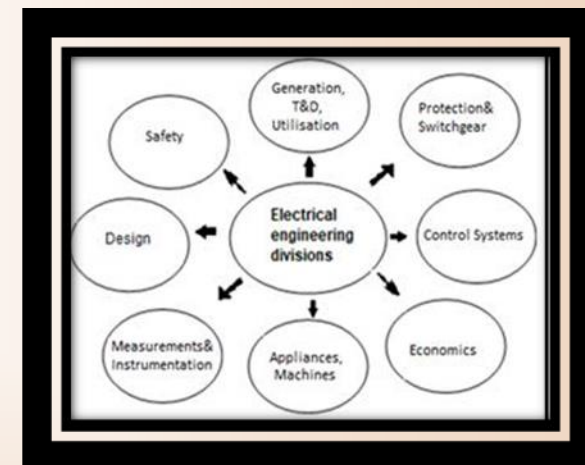 Generation,
T&D,
Utilisation
Protection&
Switchgear
Safety
Electrical
engineering
divisions
Design
Control Systems
Measurements&
Instrumentation
Appliances,
Machines
Economics